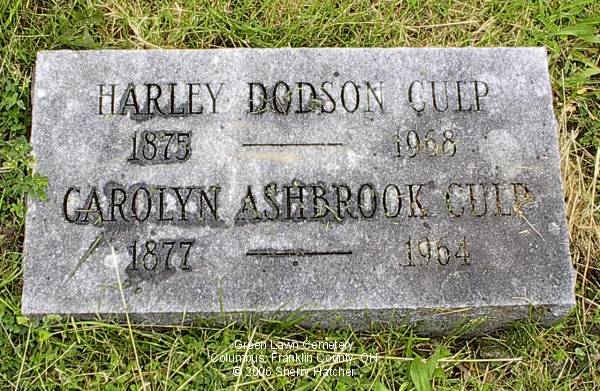 HARLEY DODSON CULP
1875 — 1968
CAROLYN ASHBROOK CULP
1877 — 1964
Green Lawn Cemetery
Columbus, Franklin County, OH
© 2006 Sherry Hatcher